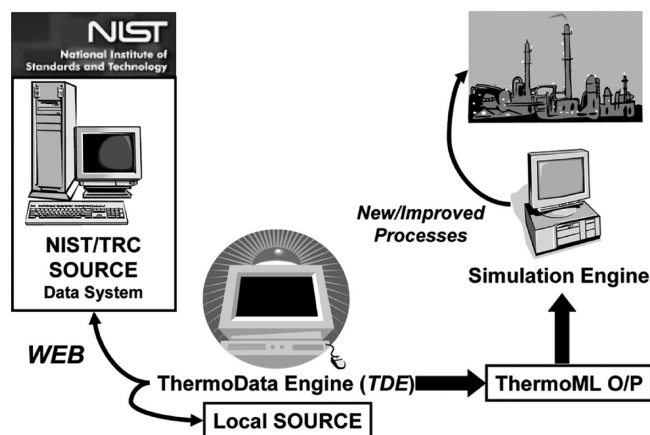 NIST
National Institute of
Standards and Technology
NIST/TRC
SOURCE
Data System
WEB
ThermoData Engine (TDE)
Local SOURCE
ThermoML O/P
Simulation Engine
New/Improved
Processes